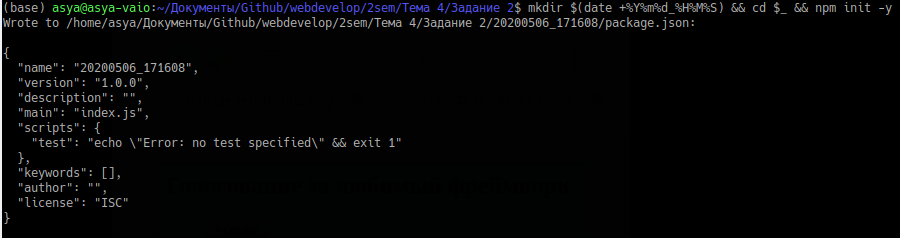 (base) asya@asya-vaio:~/Документы/Github/webdevelop/2sem/Тема 4/Задание 2$ mkdir $(date +%Y%m%d_%H%M%S) && cd $_ && npm init -y
Wrote to /home/asya/Документы/Github/webdevelop/2sem/Тема 4/Задание 2/20200506_171608/package.json:

{
  "name": "20200506_171608",
  "version": "1.0.0",
  "description": "",
  "main": "index.js",
  "scripts": {
    "test": "echo \"Error: no test specified\" && exit 1"
  },
  "keywords": [],
  "author": "",
  "license": "ISC"
}